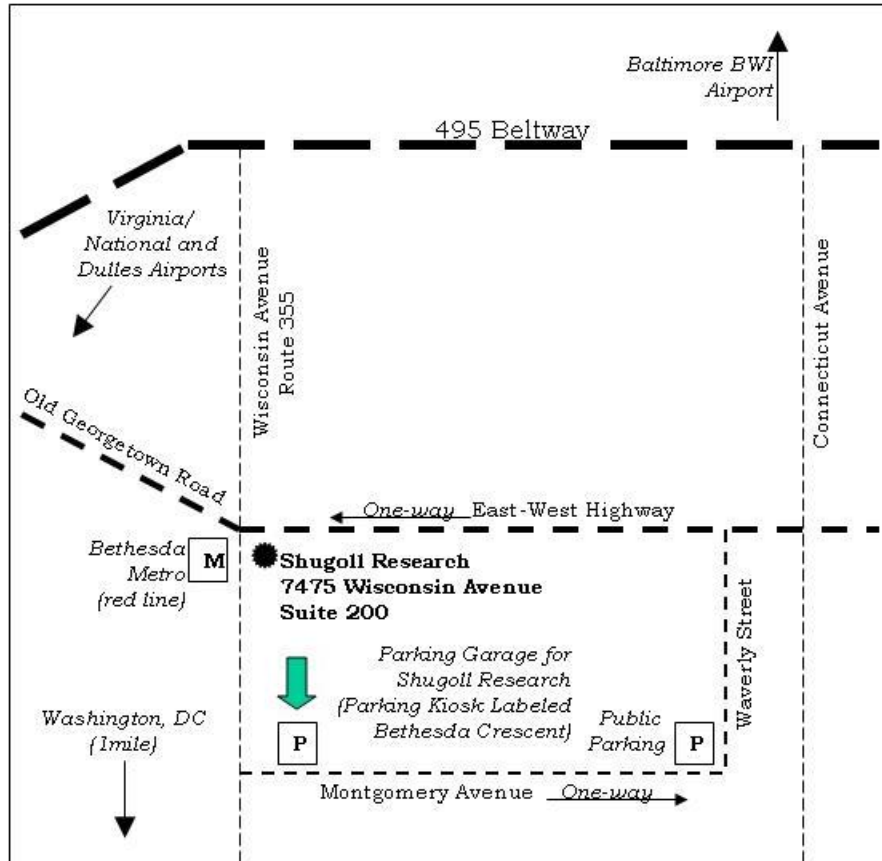 Baltimore BWI
Airport
495 Beltway
Virginia/
National and
Dulles Airports
Wisconsin Avenue
Route 355
Connecticut Avenue
Old Georgetown Road
One-way East-West Highway
Bethesda
Metro
(red line)
M
Shugoll Research
7475 Wisconsin Avenue
Suite 200
Waverly Street
Parking Garage for
Shugoll Research
(Parking Kiosk Labeled
Bethesda Crescent)
P
Public
Parking
P
Washington, DC
(1mile)
Montgomery Avenue One-way